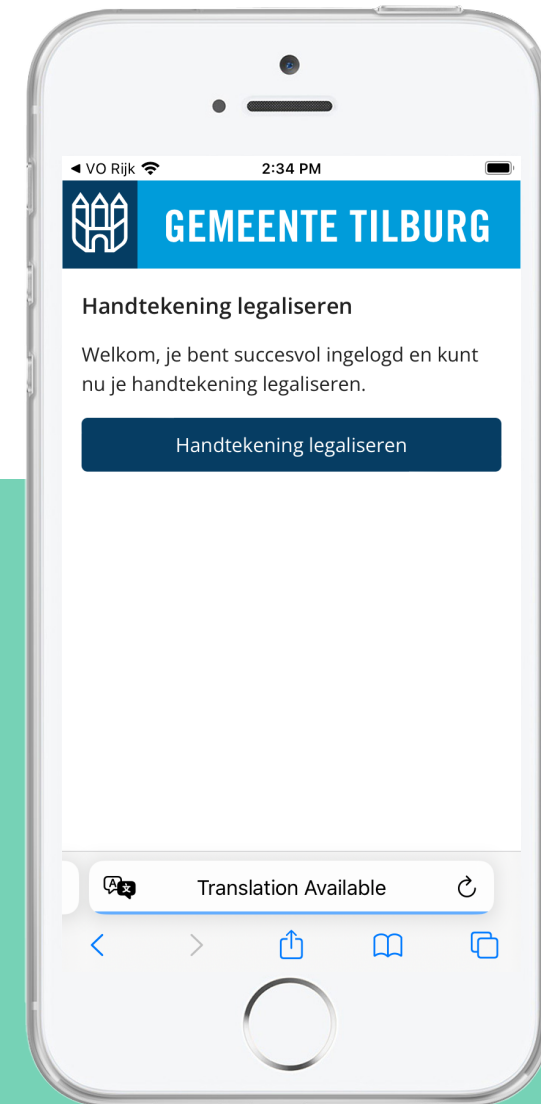 ◀ VO Rijk 2:34 PM
GEMEENTE TILBURG
Handtekening legaliseren
Welkom, je bent succesvol ingelogd en kunt
nu je handtekening legaliseren.
Handtekening legaliseren
Translation Available